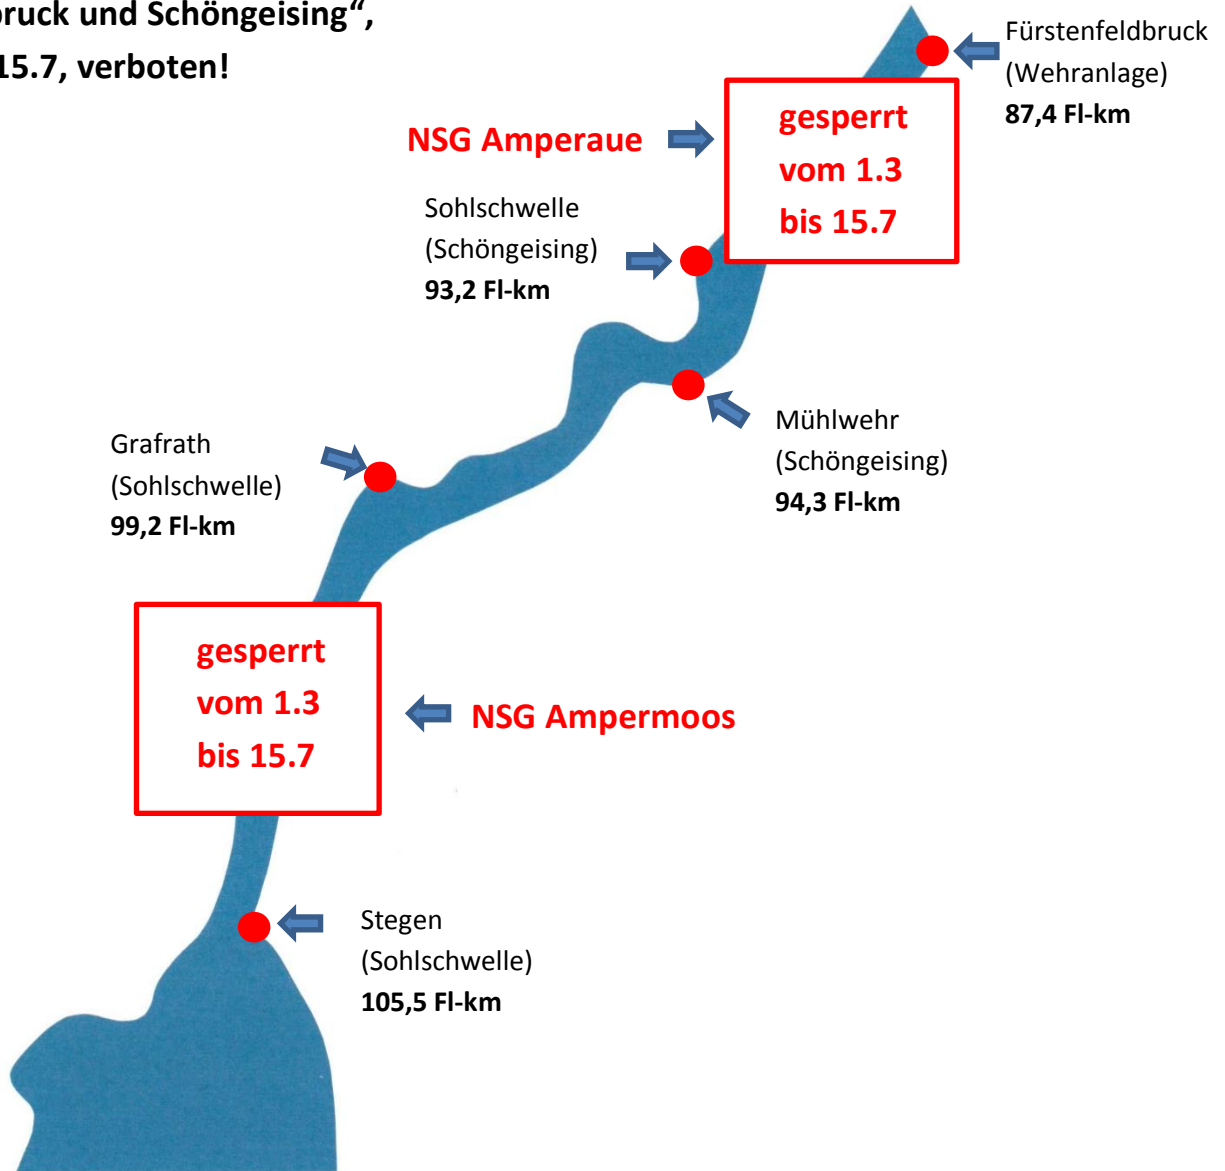 ruck und Schöngeising“,
15.7, verboten!
Fürstenfeldbruck
(Wehranlage)
87,4 Fl-km
NSG Amperaue
gesperrt
vom 1.3
bis 15.7
Sohlschwelle
(Schöngeising)
93,2 Fl-km
Mühlwehr
(Schöngeising)
94,3 Fl-km
Grafrath
(Sohlschwelle)
99,2 Fl-km
gesperrt
vom 1.3
bis 15.7
NSG Ampermoos
Stegen
(Sohlschwelle)
105,5 Fl-km